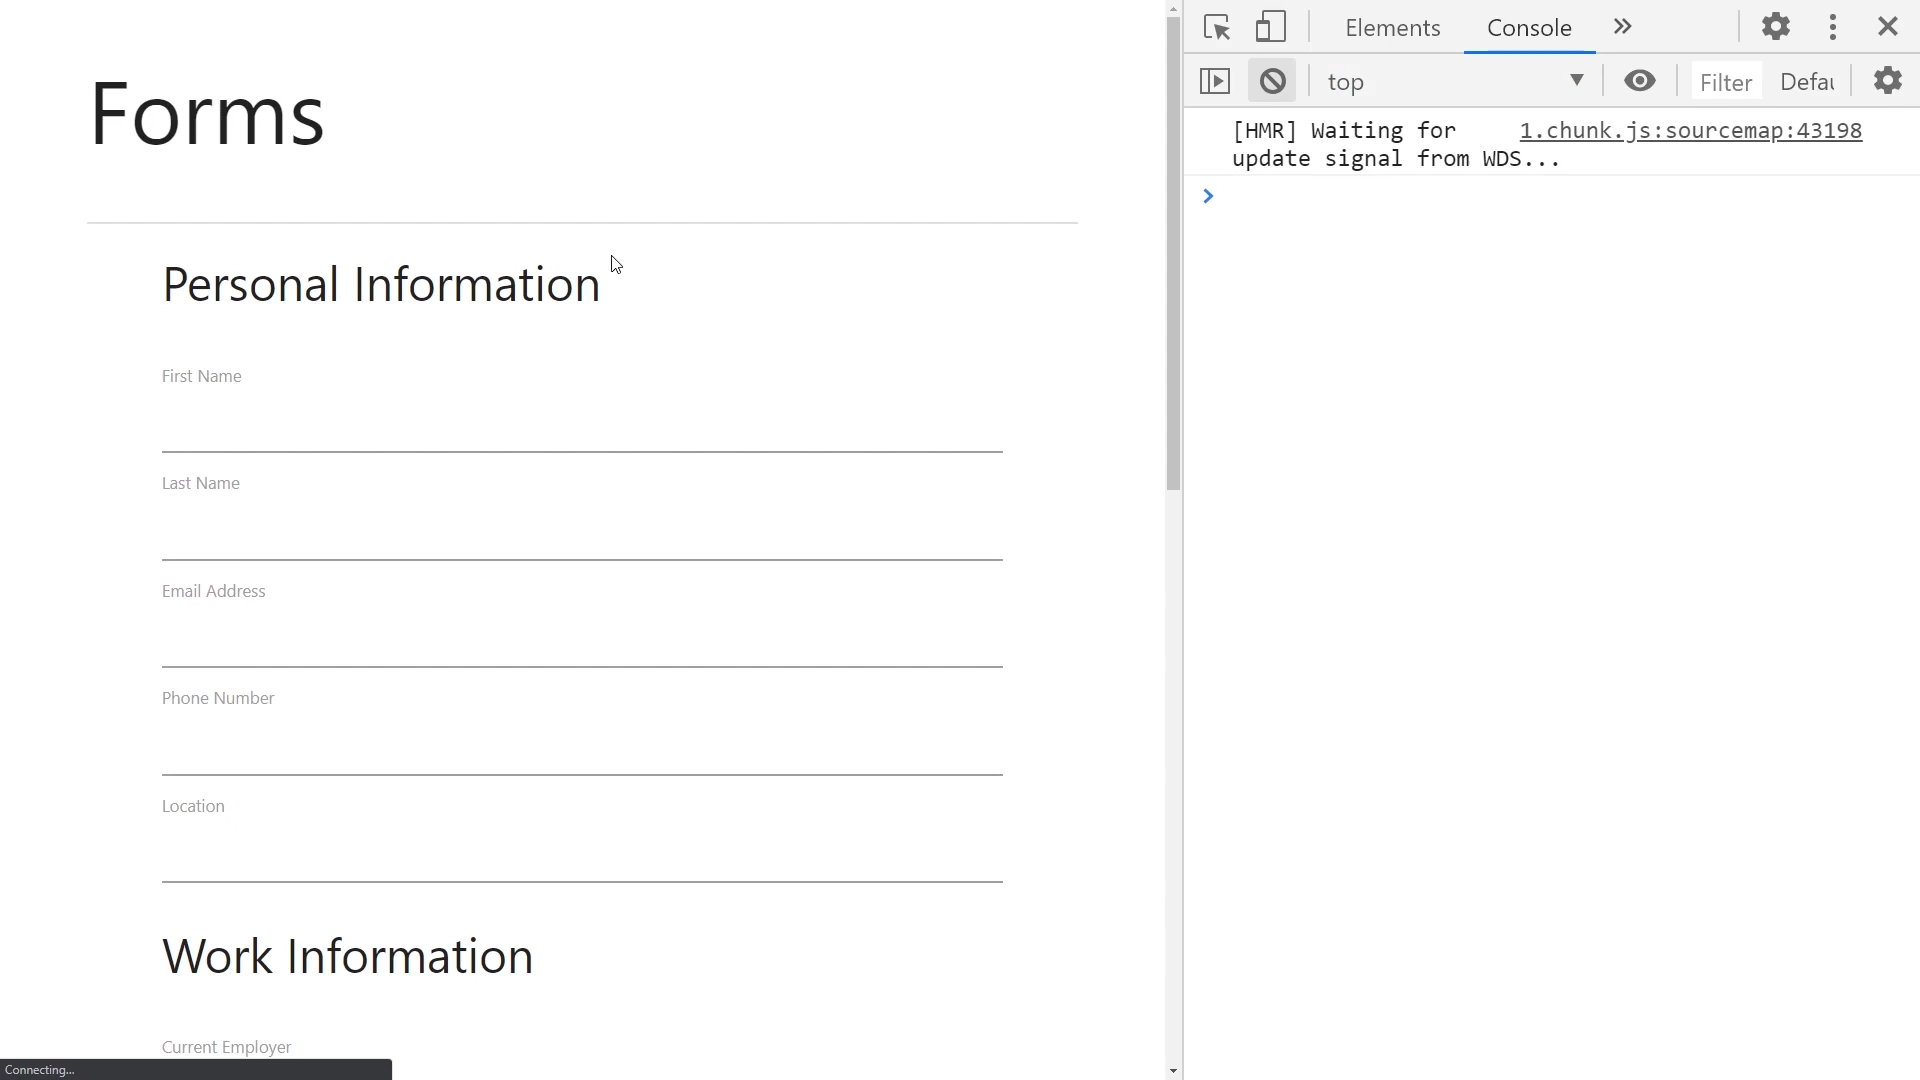 Forms
Personal Information
First Name
Last Name
Email Address
Phone Number
Location
Work Information
Current Employer
Connecting...
Elements
Console
top
Filter
Defau
[HMR] Waiting for 1.chunk.js:sourcemap:43198
update signal from WDS...